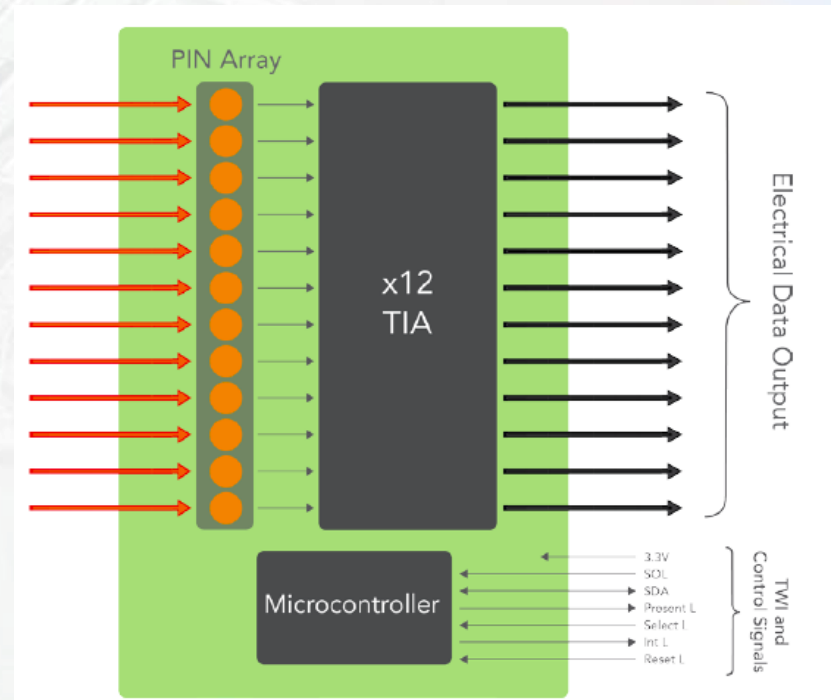 PIN Array
x12
TIA
Electrical Data Output
Microcontroller
3.3V
SOL
SDA
Present L
Select L
Int L
Reset L
TWI and
Control Signals